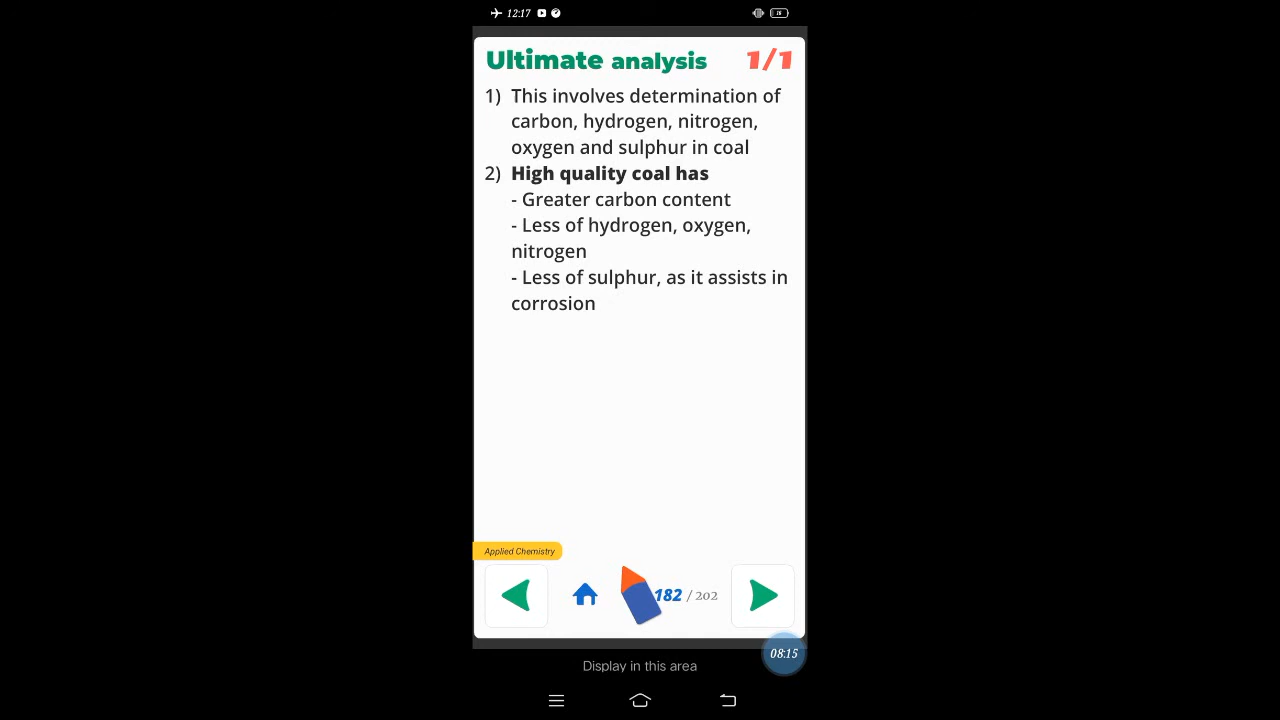 12:17
Ultimate analysis 1/1
1) This involves determination of
carbon, hydrogen, nitrogen,
oxygen and sulphur in coal
2) High quality coal has
- Greater carbon content
- Less of hydrogen, oxygen,
nitrogen
- Less of sulphur, as it assists in
corrosion
Applied Chemistry
182 / 202
08:15
Display in this area